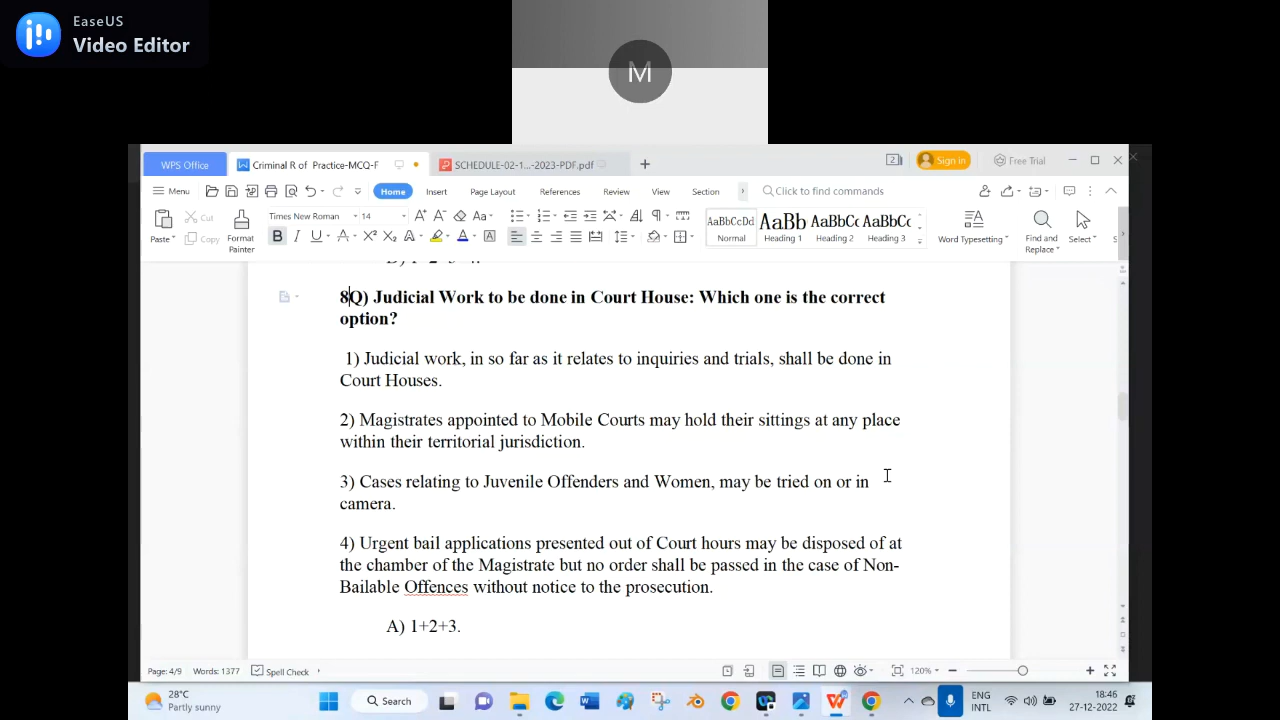 EaseUS
Video Editor
M
WPS Office
Criminal R of Practice-MCQ-F
SCHEDULE-02-1...-2023-PDF.pdf
2
Sign in
Free Trial
Menu
Home
Insert
Page Layout
References
Review
View
Section
Click to find commands
Paste
Cut
Copy
Format
Painter
Times New Roman
14
AaBbCcDd
Normal
AaBb
Heading 1
AaBbCc
Heading 2
AaBbCc
Heading 3
Word Typesetting
Find and
Replace
Select
8Q) Judicial Work to be done in Court House: Which one is the correct
option?
1) Judicial work, in so far as it relates to inquiries and trials, shall be done in
Court Houses.
2) Magistrates appointed to Mobile Courts may hold their sittings at any place
within their territorial jurisdiction.
3) Cases relating to Juvenile Offenders and Women, may be tried on or in
camera.
4) Urgent bail applications presented out of Court hours may be disposed of at
the chamber of the Magistrate but no order shall be passed in the case of Non-
Bailable Offences without notice to the prosecution.
A) 1+2+3.
Page: 4/9
Words: 1377
Spell Check
120%
28°C
Partly sunny
Search
ENG
INTL
18:46
27-12-2022